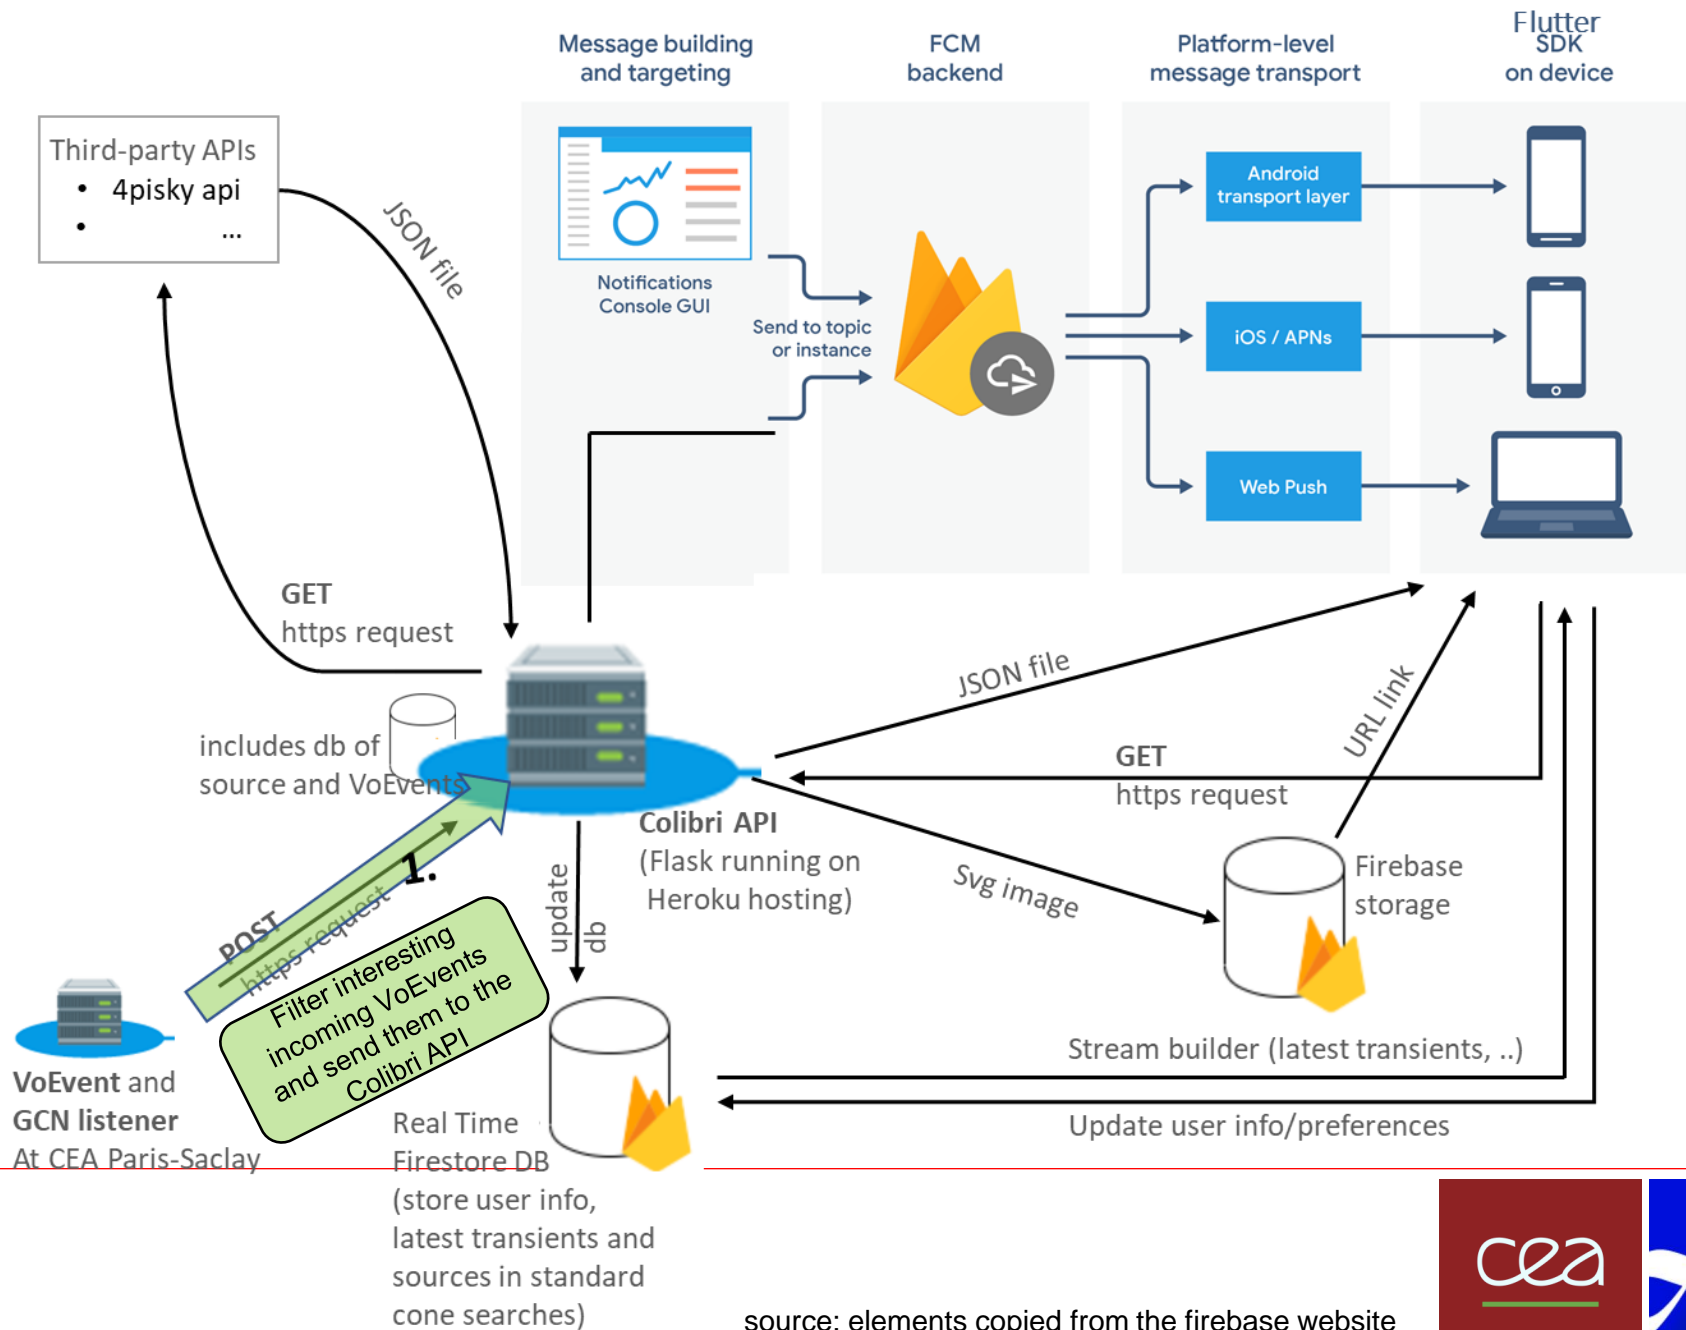 Message building
and targeting
FCM
backend
Platform-level
message transport
Flutter
SDK
on device
Third-party APIs
• 4pisky api
• ...
JSON file
Notifications
Console GUI
Send to topic
or instance
Android
transport layer
iOS / APNs
Web Push
GET
https request
includes db of
source and VoEvents
JSON file
URL link
GET
https request
Colibri API
(Flask running on
Heroku hosting)
Svg image
Firebase
storage
update
db
1.
POST
https request
Filter interesting
incoming VoEvents
and send them to the
Colibri API
VoEvent and
GCN listener
At CEA Paris-Saclay
Stream builder (latest transients, ..)
Update user info/preferences
Real Time
Firestore DB
(store user info,
latest transients and
sources in standard
cone searches)
source: elements copied from the firebase website
cea